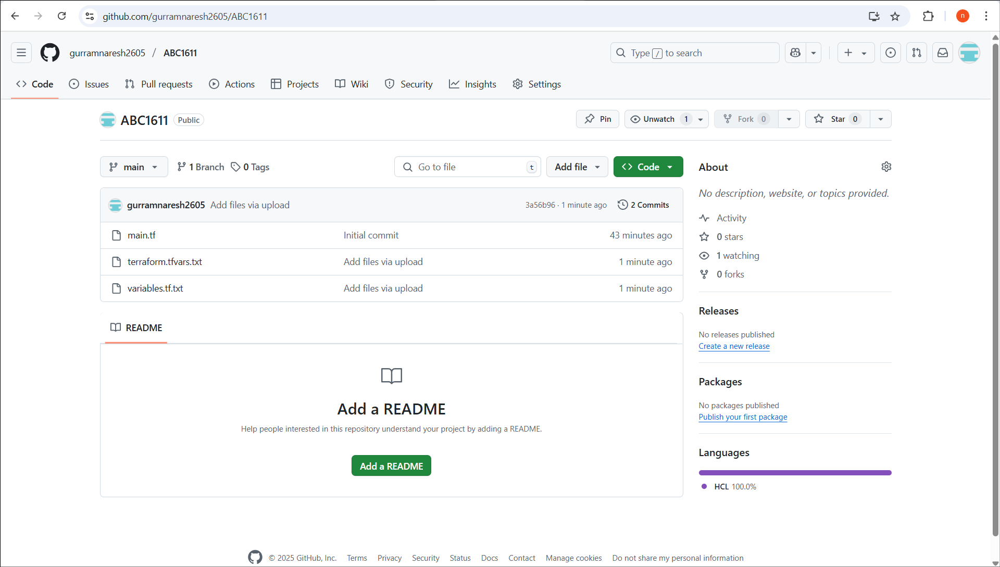 github.com/gurramnaresh2605/ABC1611
n
gurramnaresh2605 / ABC1611
Type / to search
Code Issues Pull requests Actions Projects Wiki Security Insights Settings
ABC1611 Public
Pin Unwatch 1 Fork 0 Star 0
main 1 Branch 0 Tags Go to file t Add file Code
gurramnaresh2605 Add files via upload 3a56b96 · 1 minute ago 2 Commits
main.tf Initial commit 43 minutes ago
terraform.tfvars.txt Add files via upload 1 minute ago
variables.tf.txt Add files via upload 1 minute ago
README
Add a README
Help people interested in this repository understand your project by adding a README.
Add a README
About
No description, website, or topics provided.
Activity
0 stars
1 watching
0 forks
Releases
No releases published
Create a new release
Packages
No packages published
Publish your first package
Languages
HCL 100.0%
© 2025 GitHub, Inc. Terms Privacy Security Status Docs Contact Manage cookies Do not share my personal information